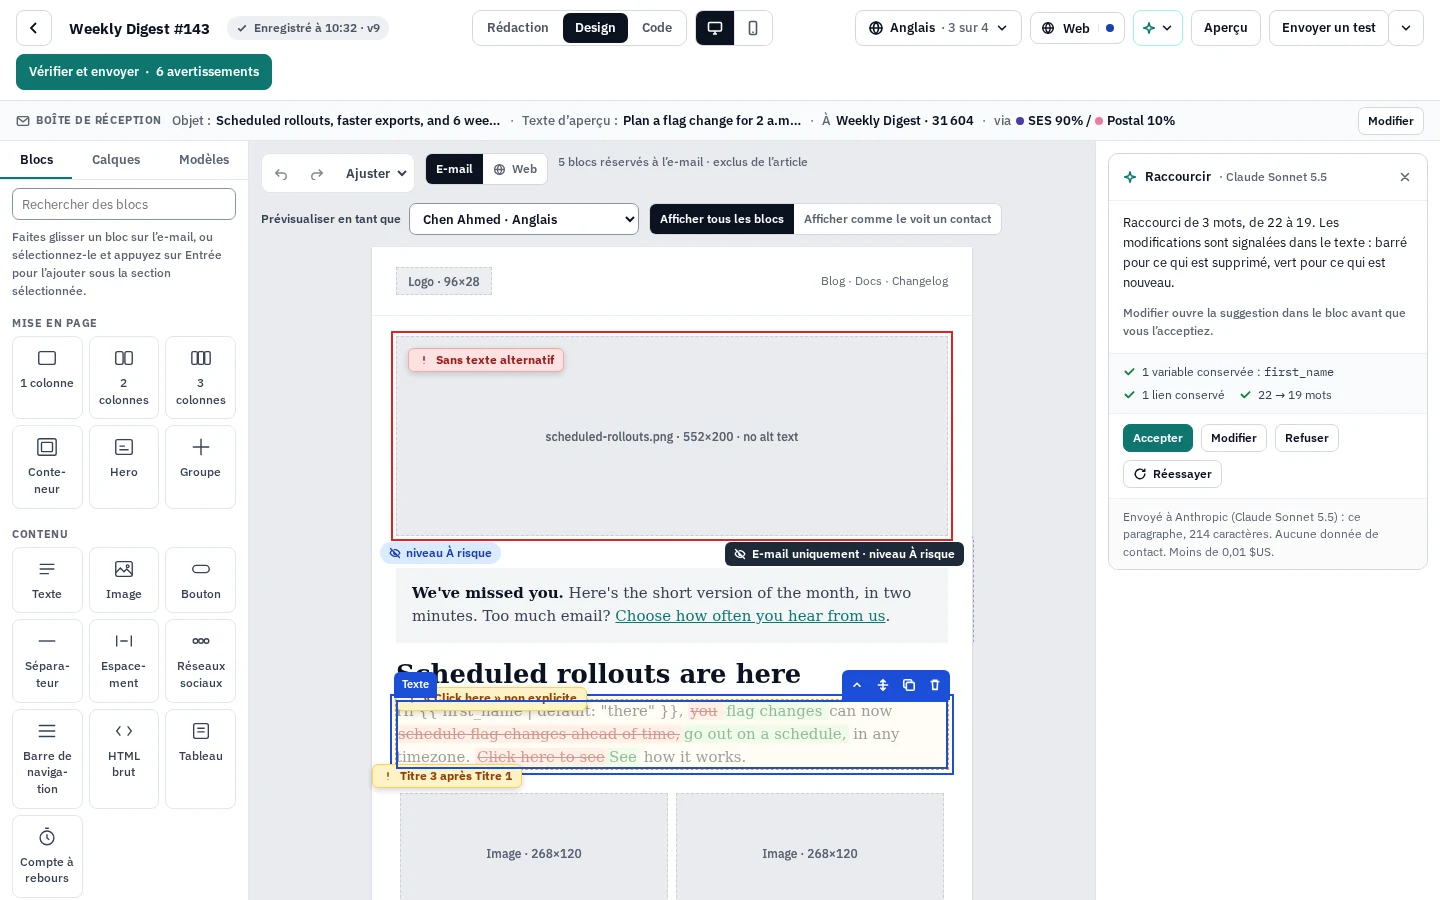 Weekly Digest #143
Enregistré à 10:32 · v9
Rédaction
Design
Code
Anglais · 3 sur 4
Web
Aperçu
Envoyer un test
Vérifier et envoyer · 6 avertissements
BOÎTE DE RÉCEPTION
Objet : Scheduled rollouts, faster exports, and 6 wee…
· Texte d’aperçu : Plan a flag change for 2 a.m…
· À Weekly Digest · 31 604
· via SES 90% / Postal 10%
Modifier
Blocs
Calques
Modèles
Rechercher des blocs
Faites glisser un bloc sur l’e-mail, ou
sélectionnez-le et appuyez sur Entrée
pour l’ajouter sous la section
sélectionnée.
MISE EN PAGE
1 colonne
2
colonnes
3
colonnes
Conte-
neur
Hero
Groupe
CONTENU
Texte
Image
Bouton
Sépara-
teur
Espace-
ment
Réseaux
sociaux
Barre de
naviga-
tion
HTML
brut
Tableau
Compte à
rebours
Ajuster
E-mail
Web
5 blocs réservés à l’e-mail · exclus de l’article
Prévisualiser en tant que
Chen Ahmed · Anglais
Afficher tous les blocs
Afficher comme le voit un contact
Logo · 96×28
Blog · Docs · Changelog
! Sans texte alternatif
scheduled-rollouts.png · 552×200 · no alt text
niveau À risque
E-mail uniquement · niveau À risque
We've missed you. Here's the short version of the month, in two
minutes. Too much email? Choose how often you hear from us.
Scheduled rollouts are here
Texte
« Click here » non explicite
Hi {{ first_name | default: "there" }}, you flag changes can now
schedule flag changes ahead of time, go out on a schedule, in any
timezone. Click here to see See how it works.
! Titre 3 après Titre 1
Image · 268×120
Image · 268×120
Raccourcir · Claude Sonnet 5.5
Raccourci de 3 mots, de 22 à 19. Les
modifications sont signalées dans le texte : barré
pour ce qui est supprimé, vert pour ce qui est
nouveau.
Modifier ouvre la suggestion dans le bloc avant que
vous l’acceptiez.
1 variable conservée : first_name
1 lien conservé
22 → 19 mots
Accepter
Modifier
Refuser
Réessayer
Envoyé à Anthropic (Claude Sonnet 5.5) : ce
paragraphe, 214 caractères. Aucune donnée de
contact. Moins de 0,01 $US.